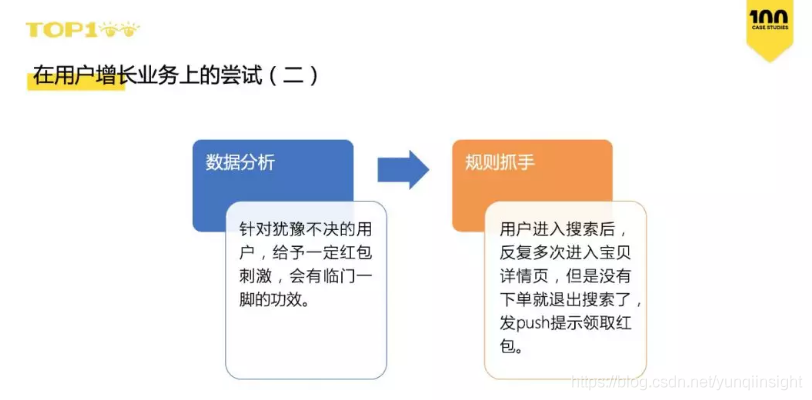 TOP100
100
CASE STUDIES
在用户增长业务上的尝试（二）
数据分析
规则抓手
针对犹豫不决的用
户，给予一定红包
刺激，会有临门一
脚的功效。
用户进入搜索后，
反复多次进入宝贝
详情页，但是没有
下单就退出搜索了，
发push提示领取红
包。
https://blog.csdn.net/yunqiinsight